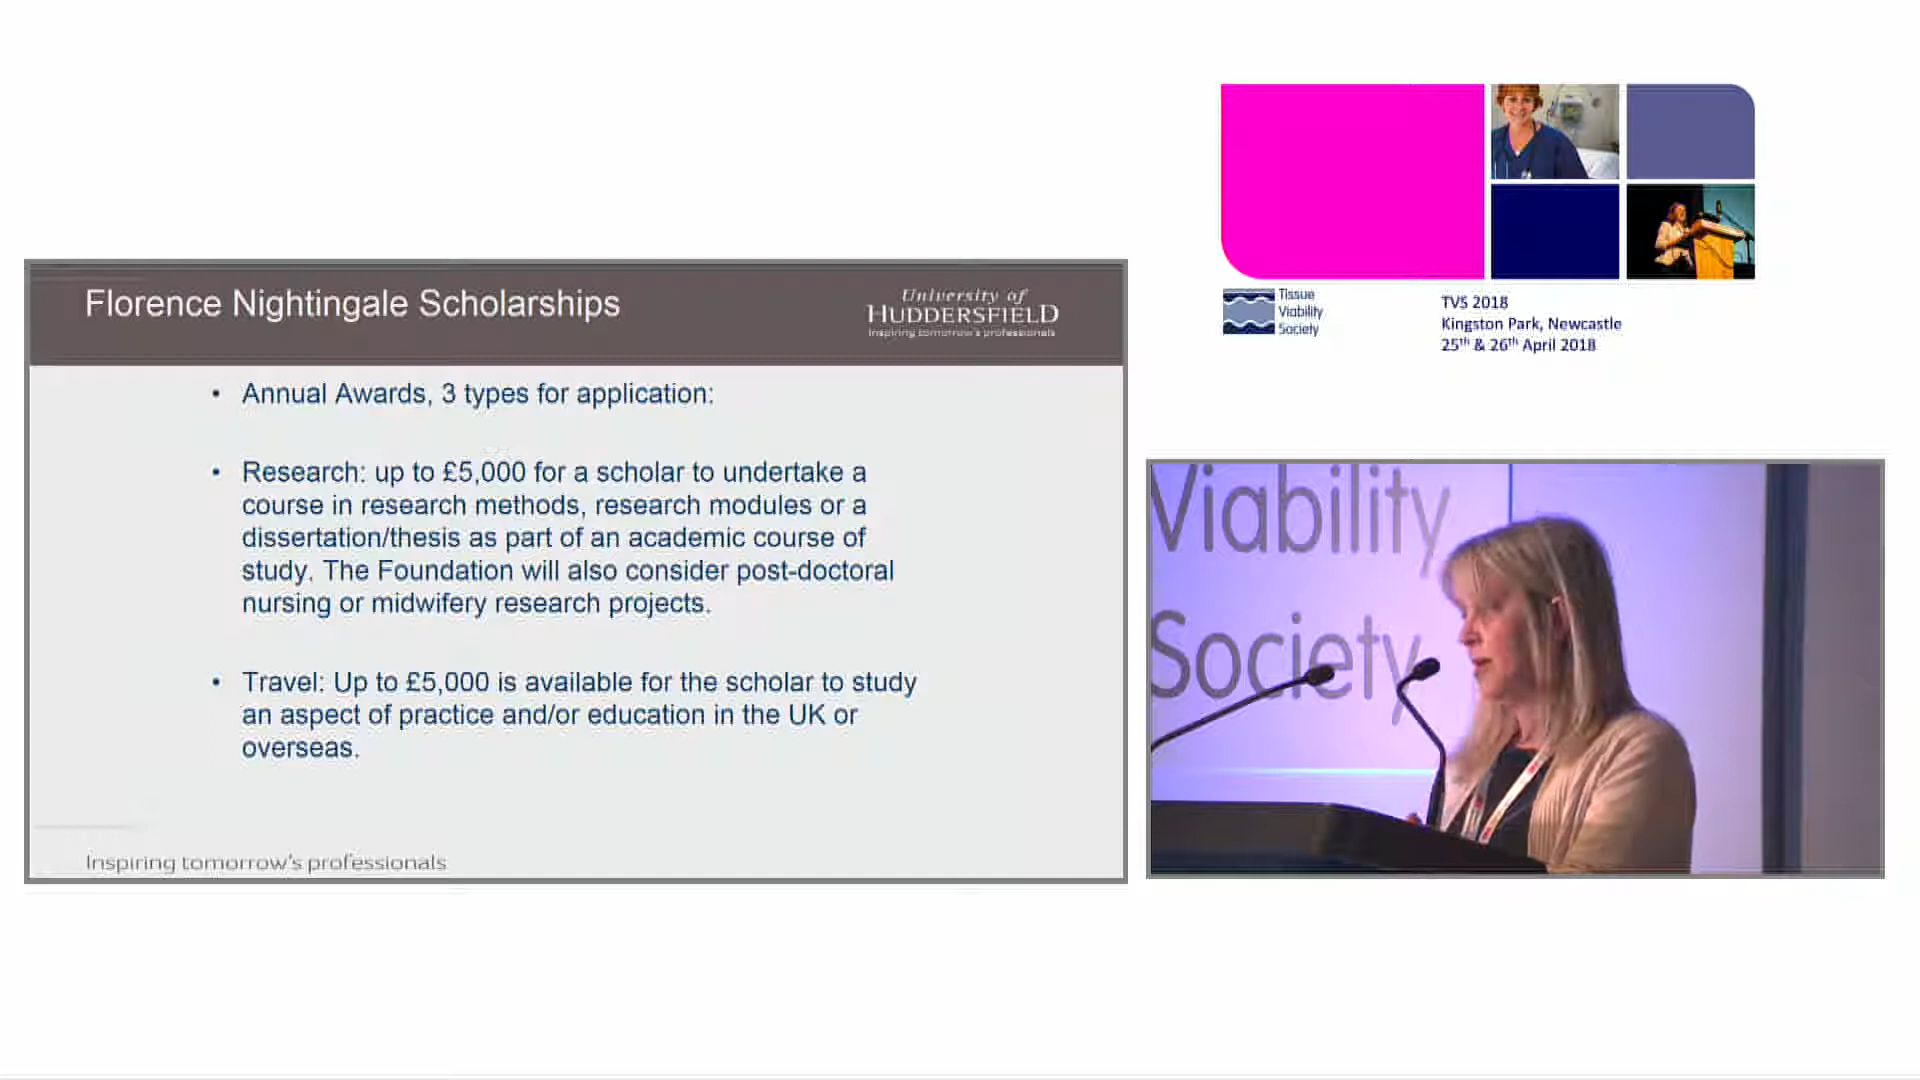 Florence Nightingale Scholarships
University of
HUDDERSFIELD
Inspiring tomorrow's professionals
• Annual Awards, 3 types for application:
• Research: up to £5,000 for a scholar to undertake a
course in research methods, research modules or a
dissertation/thesis as part of an academic course of
study. The Foundation will also consider post-doctoral
nursing or midwifery research projects.
• Travel: Up to £5,000 is available for the scholar to study
an aspect of practice and/or education in the UK or
overseas.
Inspiring tomorrow's professionals
Tissue
Viability
Society
TVS 2018
Kingston Park, Newcastle
25th & 26th April 2018
Viability
Society